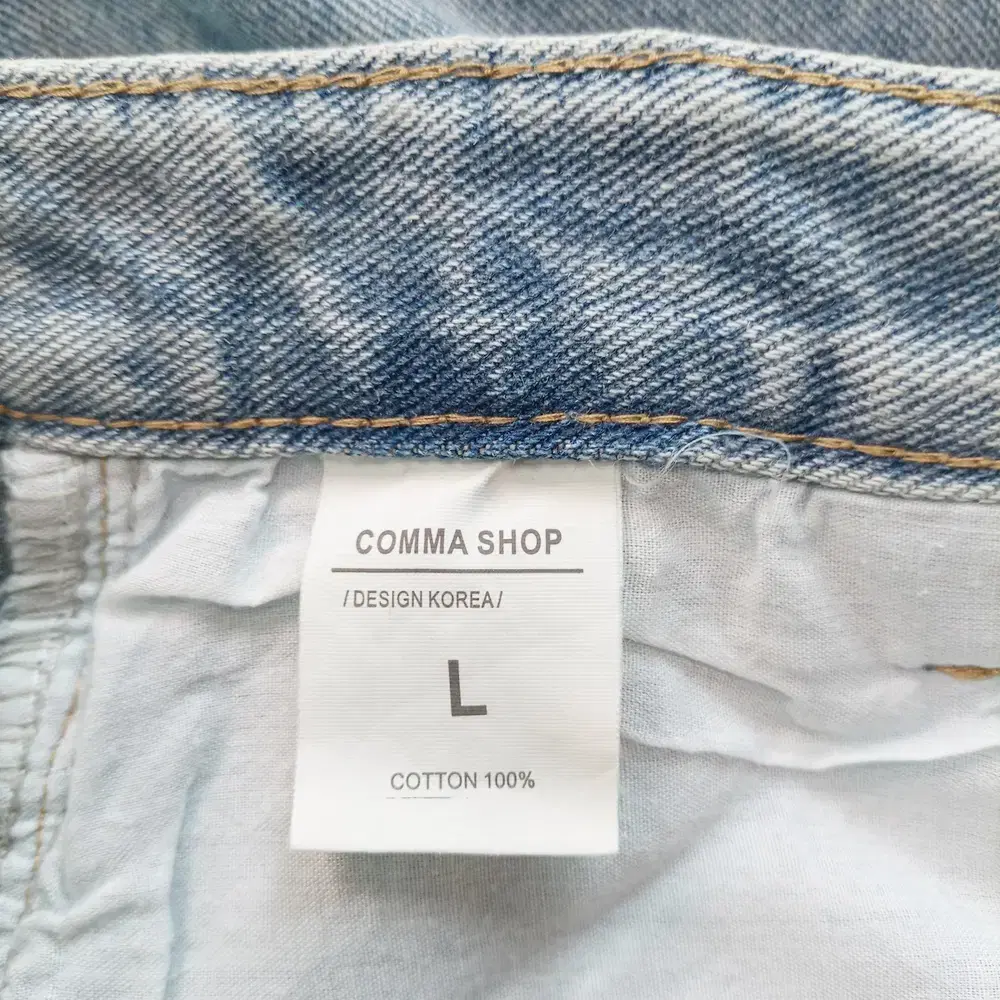 COMMA SHOP
/DESIGN KOREA/
L
COTTON 100%